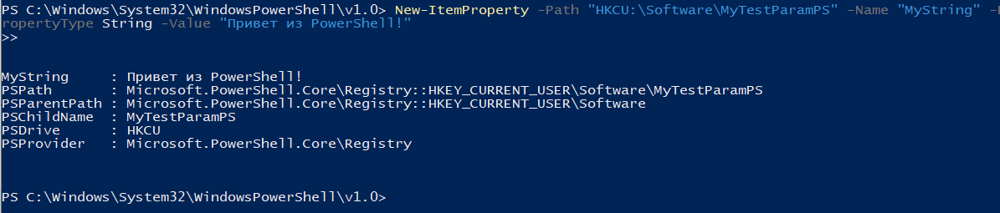 PS C:\Windows\System32\WindowsPowerShell\v1.0> New-ItemProperty -Path "HKCU:\Software\MyTestParamPS" -Name "MyString" -P
ropertyType String -Value "Привет из PowerShell!"
>>
MyString : Привет из PowerShell!
PSPath : Microsoft.PowerShell.Core\Registry::HKEY_CURRENT_USER\Software\MyTestParamPS
PSParentPath : Microsoft.PowerShell.Core\Registry::HKEY_CURRENT_USER\Software
PSChildName : MyTestParamPS
PSDrive : HKCU
PSProvider : Microsoft.PowerShell.Core\Registry
PS C:\Windows\System32\WindowsPowerShell\v1.0>